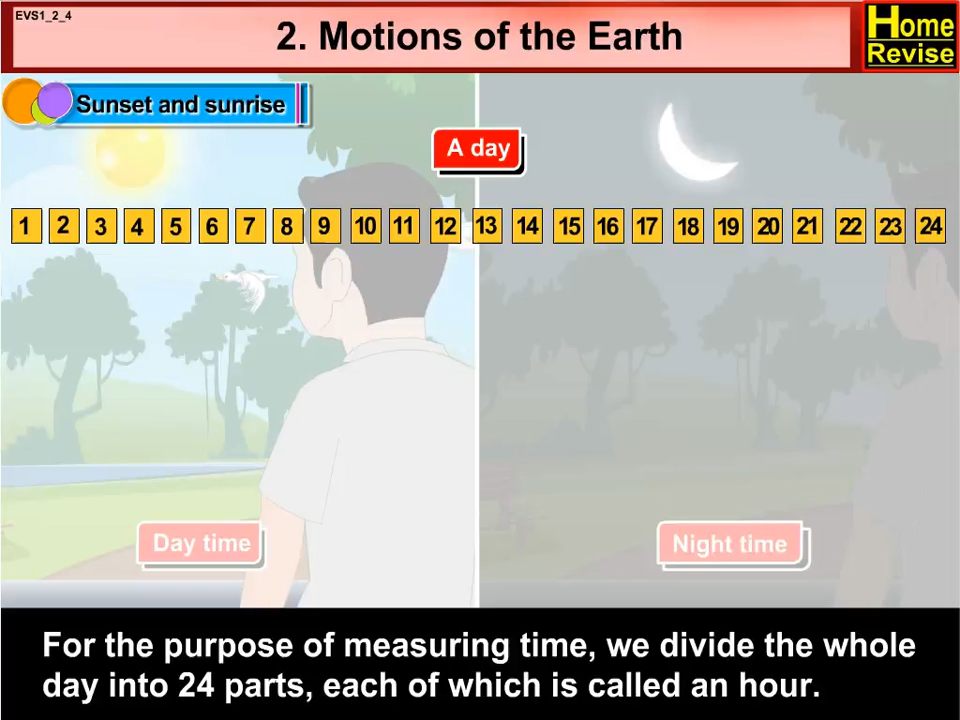 EVS1_2_4
2. Motions of the Earth
Home
Revise
Sunset and sunrise
A day
1 2 3 4 5 6 7 8 9 10 11 12 13 14 15 16 17 18 19 20 21 22 23 24
Day time
Night time
For the purpose of measuring time, we divide the whole
day into 24 parts, each of which is called an hour.